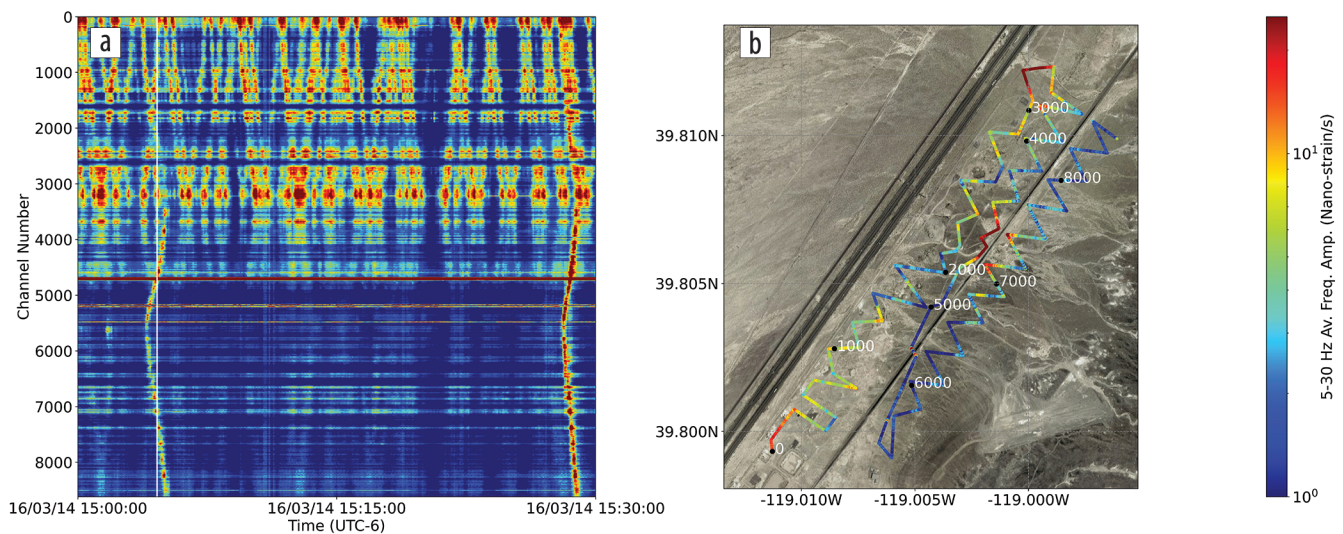 a
Channel Number
0
1000
2000
3000
4000
5000
6000
7000
8000
16/03/14 15:00:00
16/03/14 15:15:00
16/03/14 15:30:00
Time (UTC-6)
b
39.810N
39.805N
39.800N
3000
4000
8000
2000
7000
5000
1000
6000
0
-119.010W
-119.005W
-119.000W
10¹
10⁰
5-30 Hz Av. Freq. Amp. (Nano-strain/s)